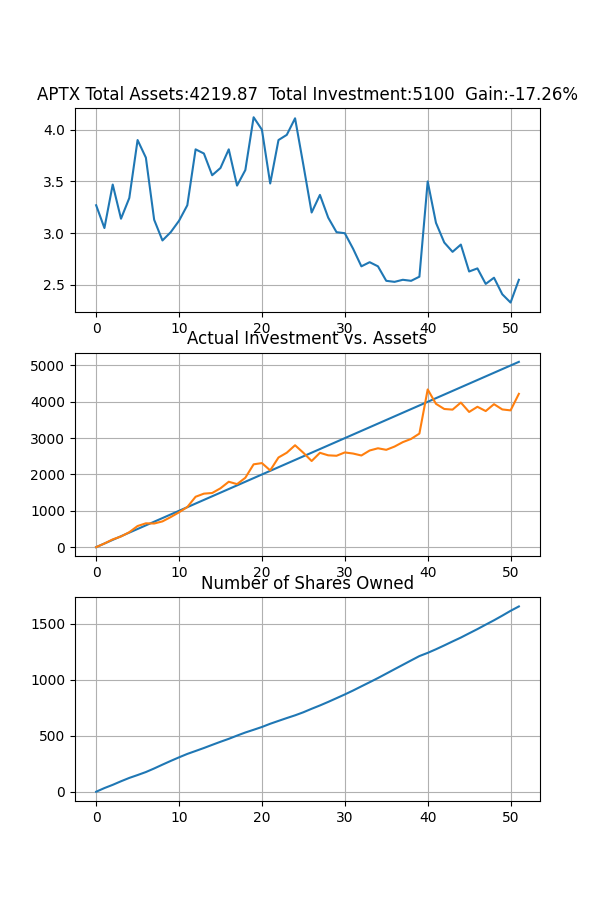 APTX Total Assets:4219.87  Total Investment:5100  Gain:-17.26%
4.0
3.5
3.0
2.5
0 10 20 30 40 50
Actual Investment vs. Assets
5000
4000
3000
2000
1000
0
0 10 20 30 40 50
Number of Shares Owned
1500
1000
500
0
0 10 20 30 40 50